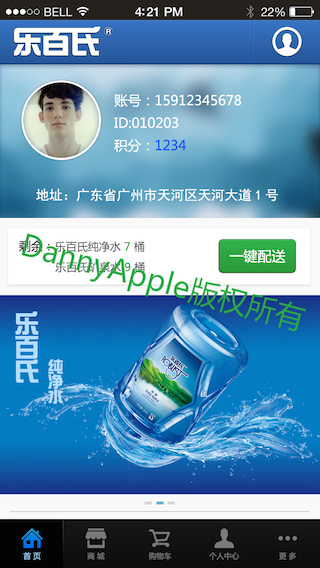 BELL 4:21 PM 22%
乐百氏®
账号：15912345678
ID:010203
积分：1234
地址：广东省广州市天河区天河大道1号
剩余：乐百氏纯净水 7 桶
乐百氏矿泉水 9 桶
一键配送
DannyApple版权所有
乐百氏
纯净水
乐百氏
首页 商城 购物车 个人中心 更多